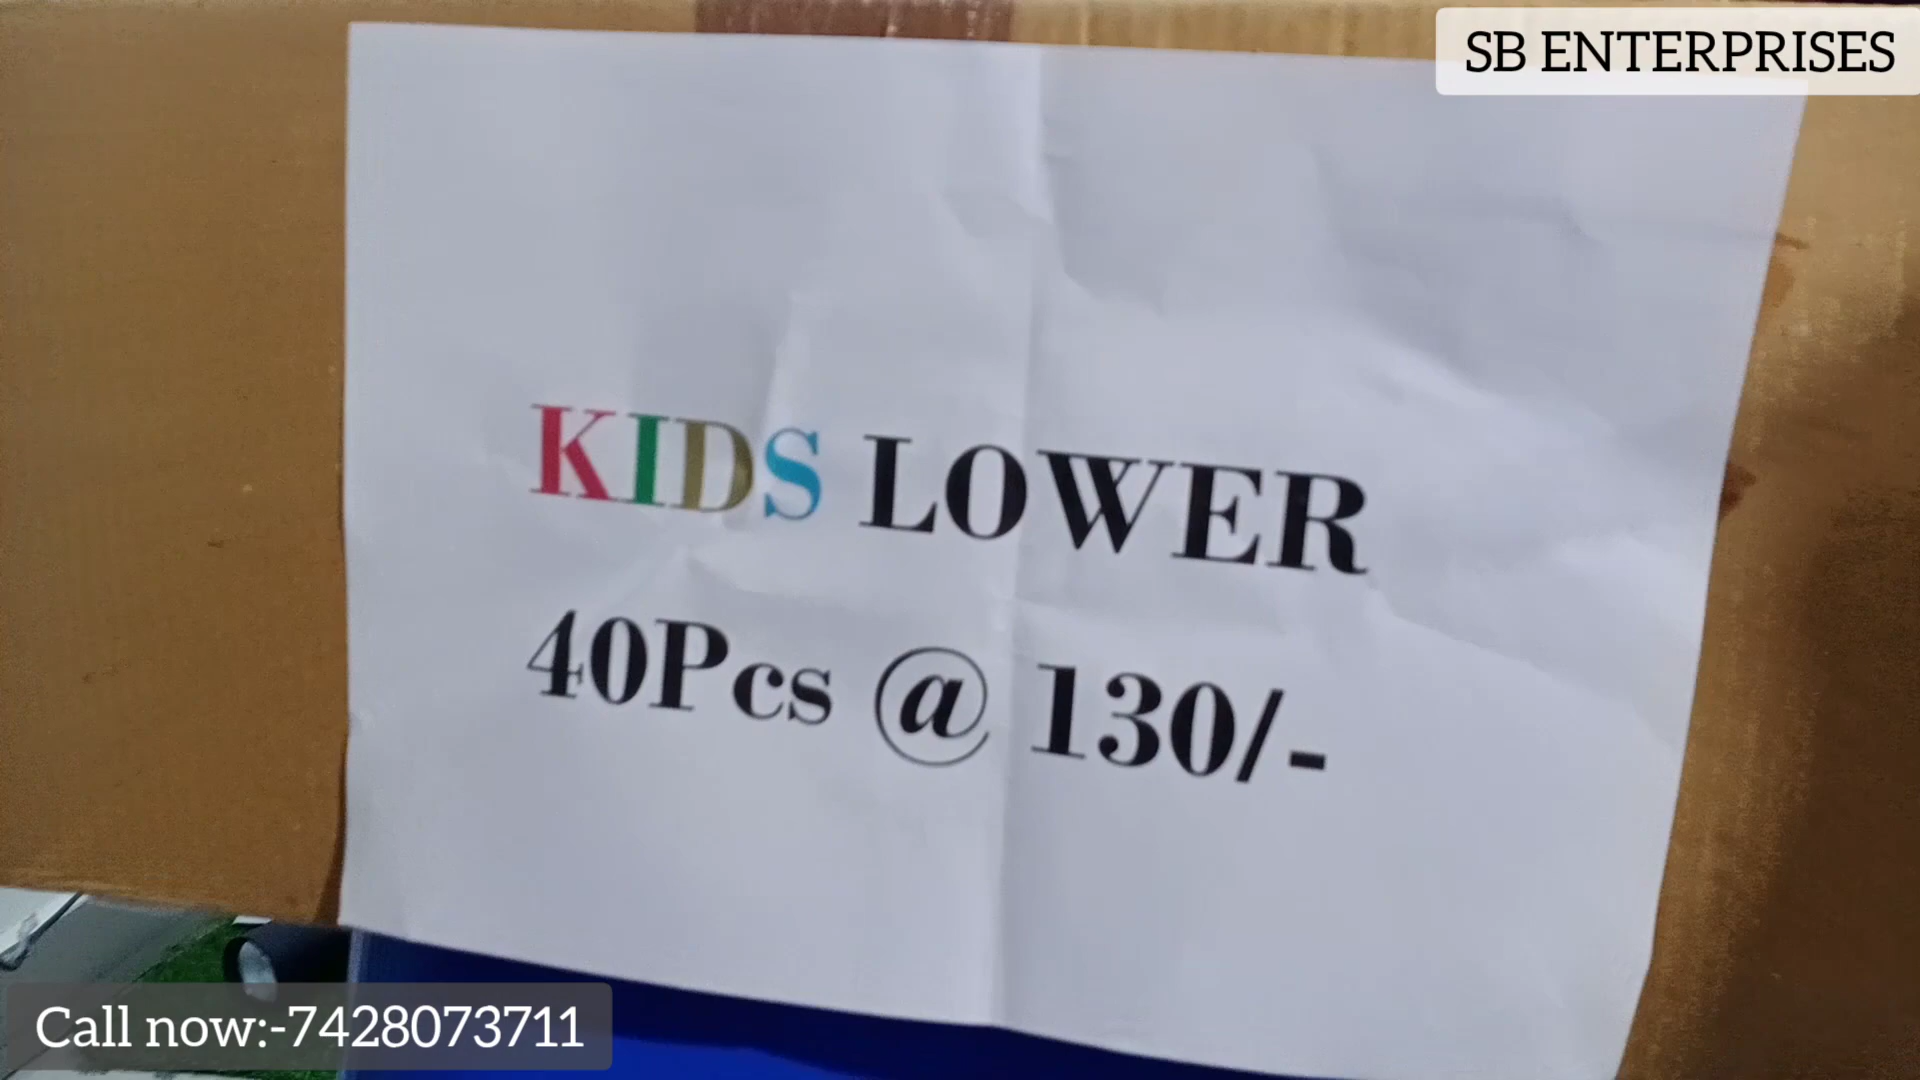 SB ENTERPRISES
KIDS LOWER
40Pcs @ 130/-
Call now:-7428073711